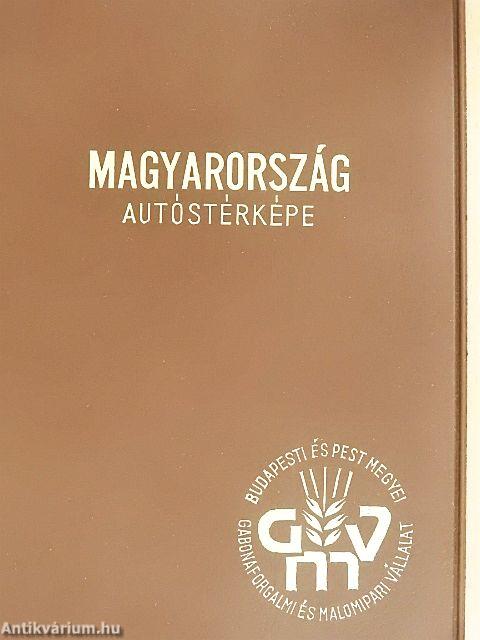 MAGYARORSZÁG
AUTÓSTÉRKÉPE
BUDAPESTI ÉS PEST MEGYEI
GABONAFORGALMI ÉS MALOMIPARI VÁLLALAT
G V
M
Antikvárium.hu